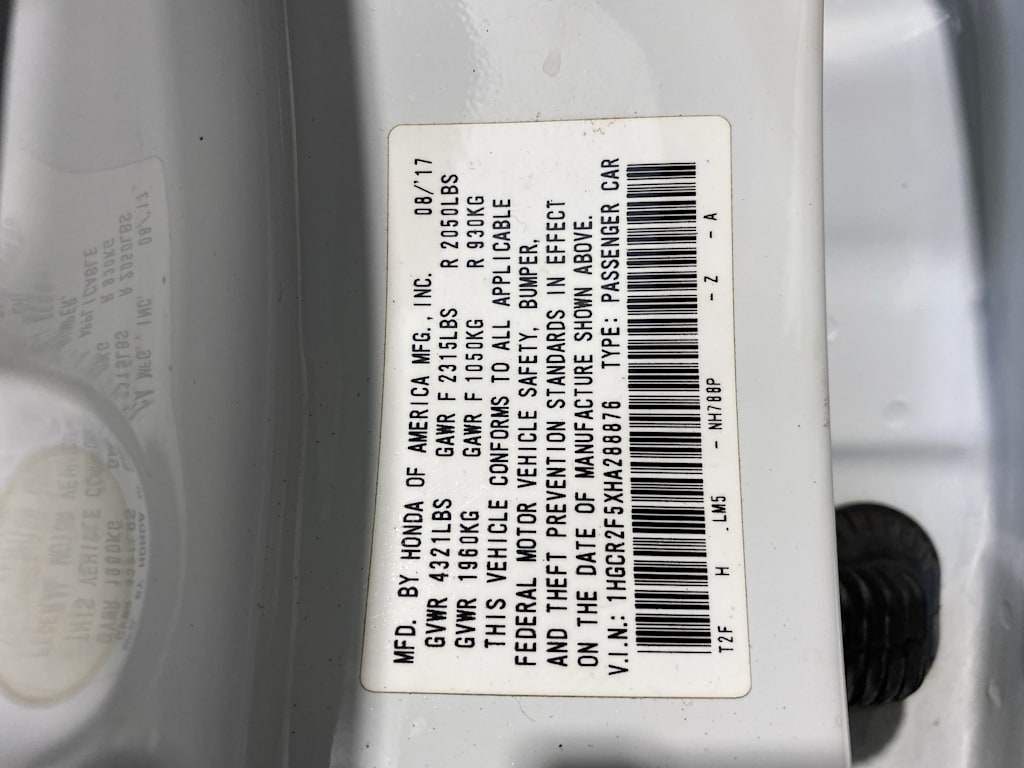 MFD. BY HONDA OF AMERICA MFG., INC. 08/'17
GVWR 4321LBS GAWR F 2315LBS R 2050LBS
GVWR 1960KG GAWR F 1050KG R 930KG
THIS VEHICLE CONFORMS TO ALL APPLICABLE
FEDERAL MOTOR VEHICLE SAFETY, BUMPER,
AND THEFT PREVENTION STANDARDS IN EFFECT
ON THE DATE OF MANUFACTURE SHOWN ABOVE.
V.I.N.: 1HGCR2F5XHA288876 TYPE: PASSENGER CAR
T2F H .LM5 - NH788P - Z - A